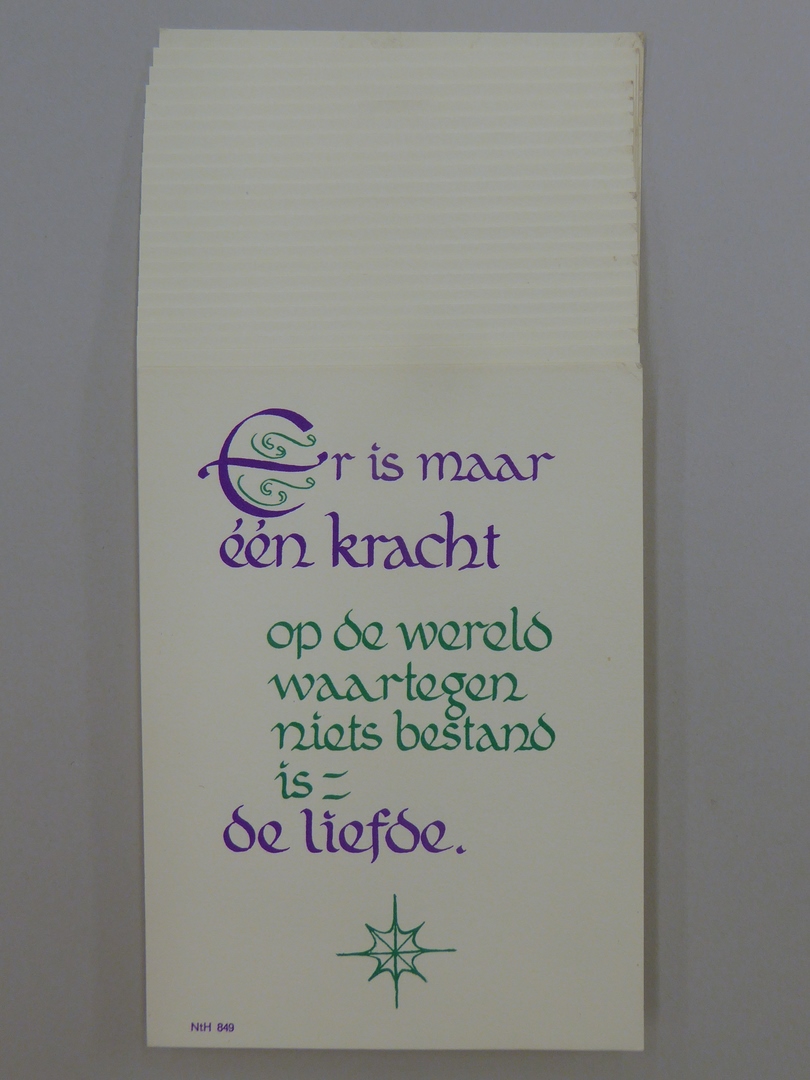 Er is maar
één kracht
op de wereld
waartegen
niets bestand
is =
de liefde.
NtH 849